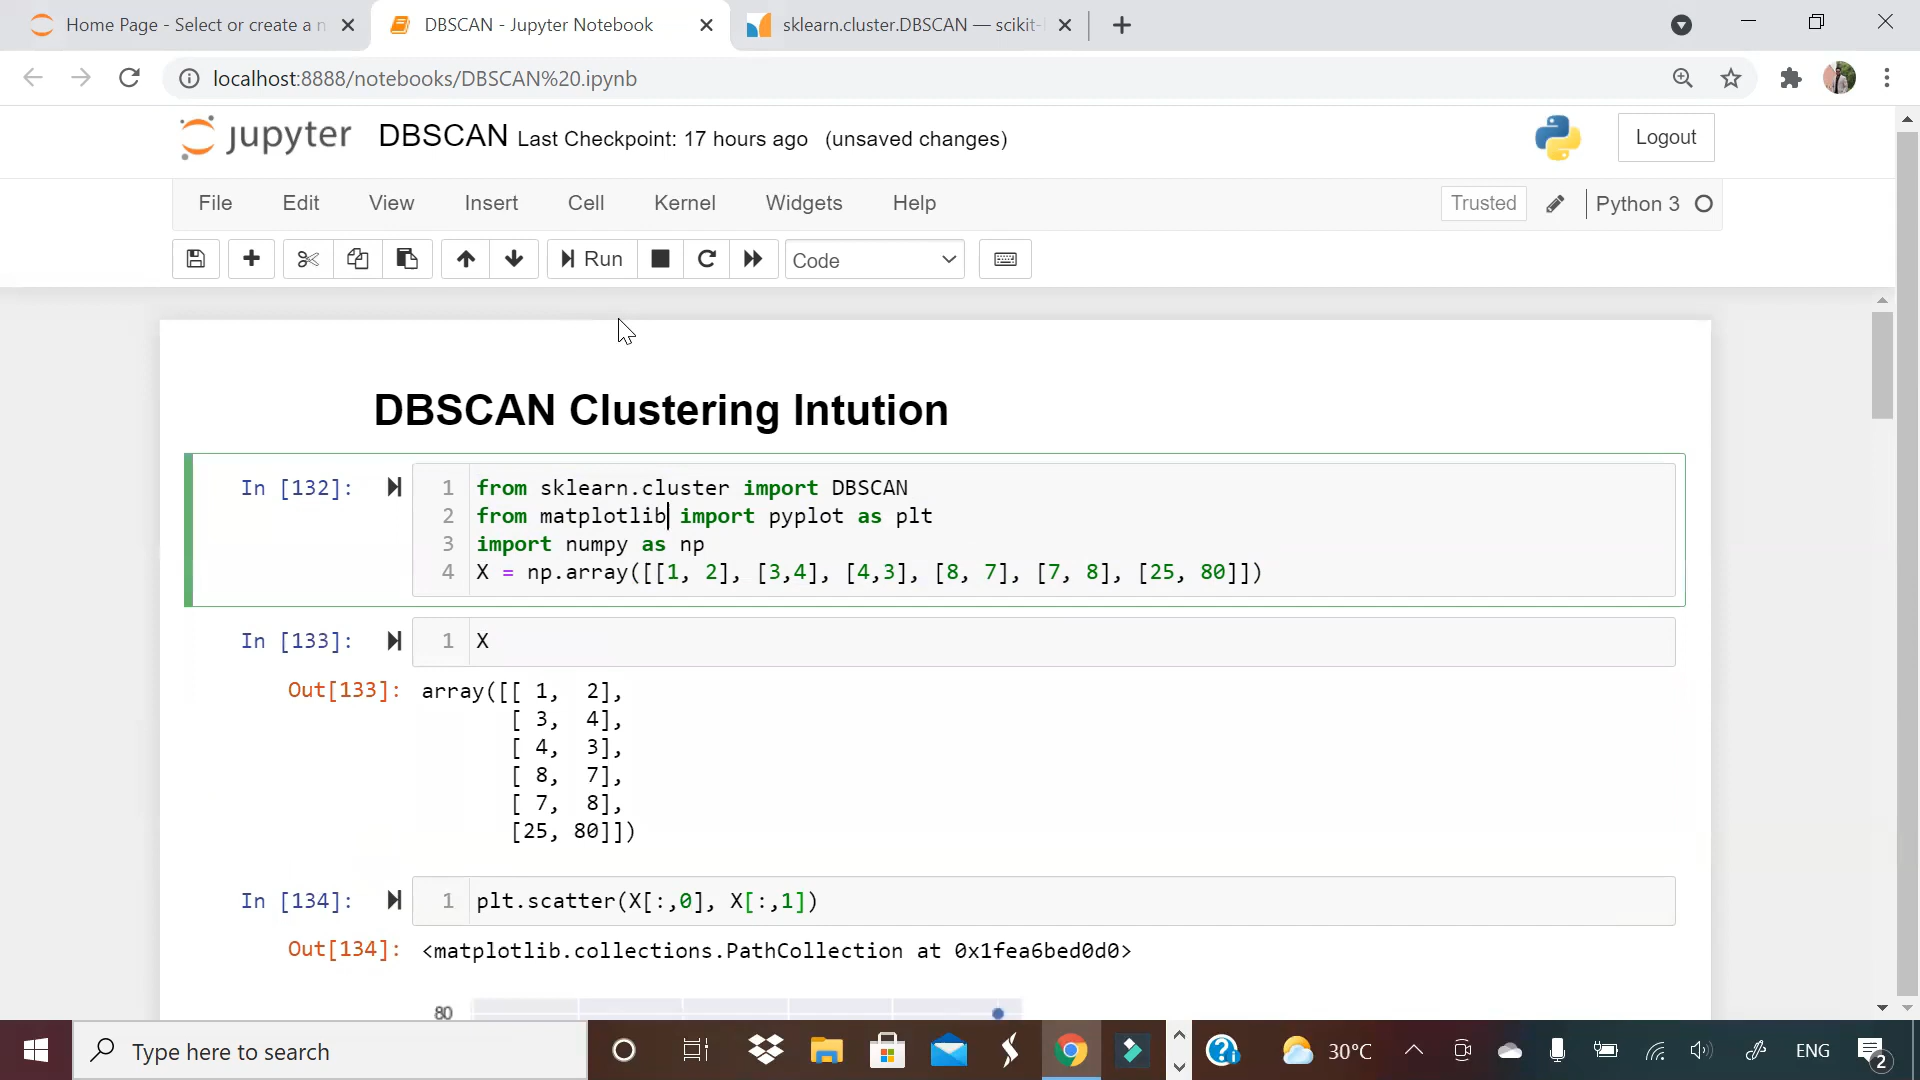 Home Page - Select or create a n
DBSCAN - Jupyter Notebook
sklearn.cluster.DBSCAN — scikit-
localhost:8888/notebooks/DBSCAN%20.ipynb
jupyter DBSCAN Last Checkpoint: 17 hours ago (unsaved changes)
Logout
File Edit View Insert Cell Kernel Widgets Help
Trusted Python 3
Run Code
DBSCAN Clustering Intution
In [132]: 1 from sklearn.cluster import DBSCAN
2 from matplotlib import pyplot as plt
3 import numpy as np
4 X = np.array([[1, 2], [3,4], [4,3], [8, 7], [7, 8], [25, 80]])
In [133]: 1 X
Out[133]: array([[ 1, 2],
[ 3, 4],
[ 4, 3],
[ 8, 7],
[ 7, 8],
[25, 80]])
In [134]: 1 plt.scatter(X[:,0], X[:,1])
Out[134]: <matplotlib.collections.PathCollection at 0x1fea6bed0d0>
80
Type here to search
30°C
ENG
2